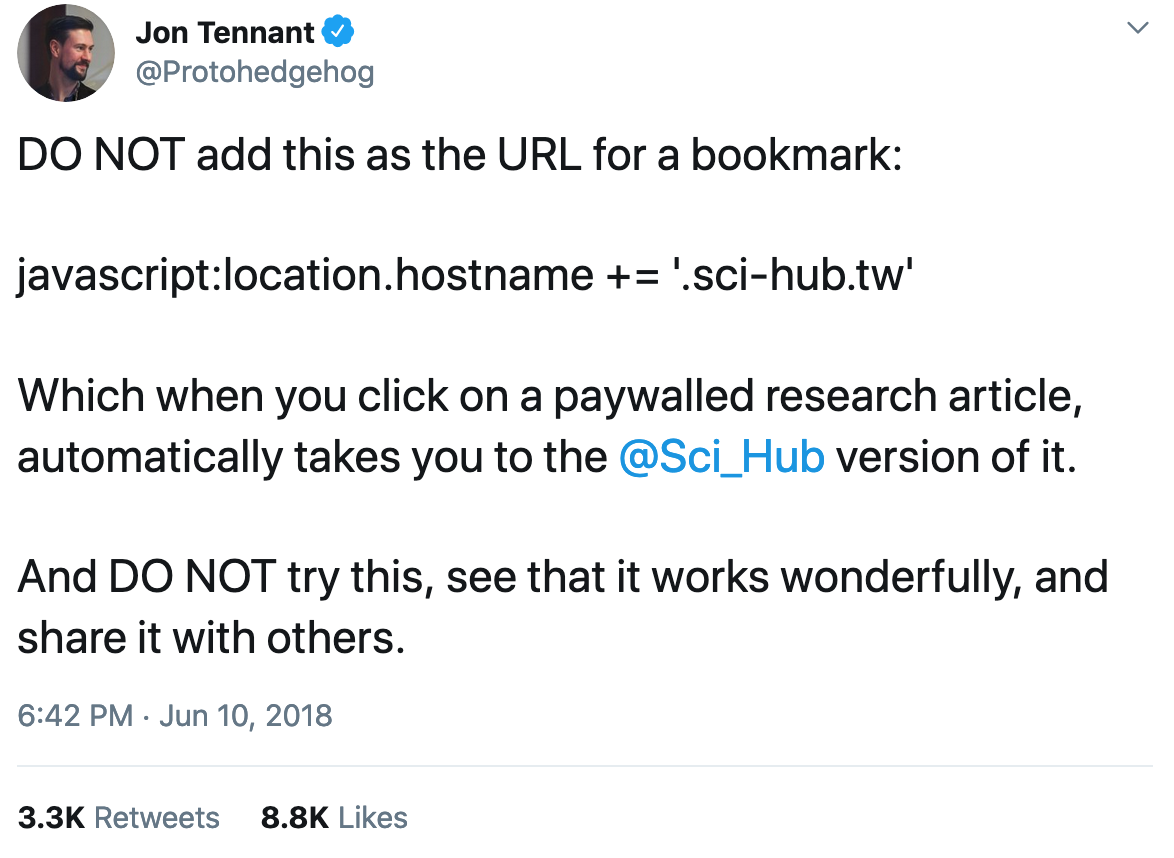 Jon Tennant
@Protohedgehog
DO NOT add this as the URL for a bookmark:
javascript:location.hostname += '.sci-hub.tw'
Which when you click on a paywalled research article,
automatically takes you to the @Sci_Hub version of it.
And DO NOT try this, see that it works wonderfully, and
share it with others.
6:42 PM · Jun 10, 2018
3.3K Retweets 8.8K Likes